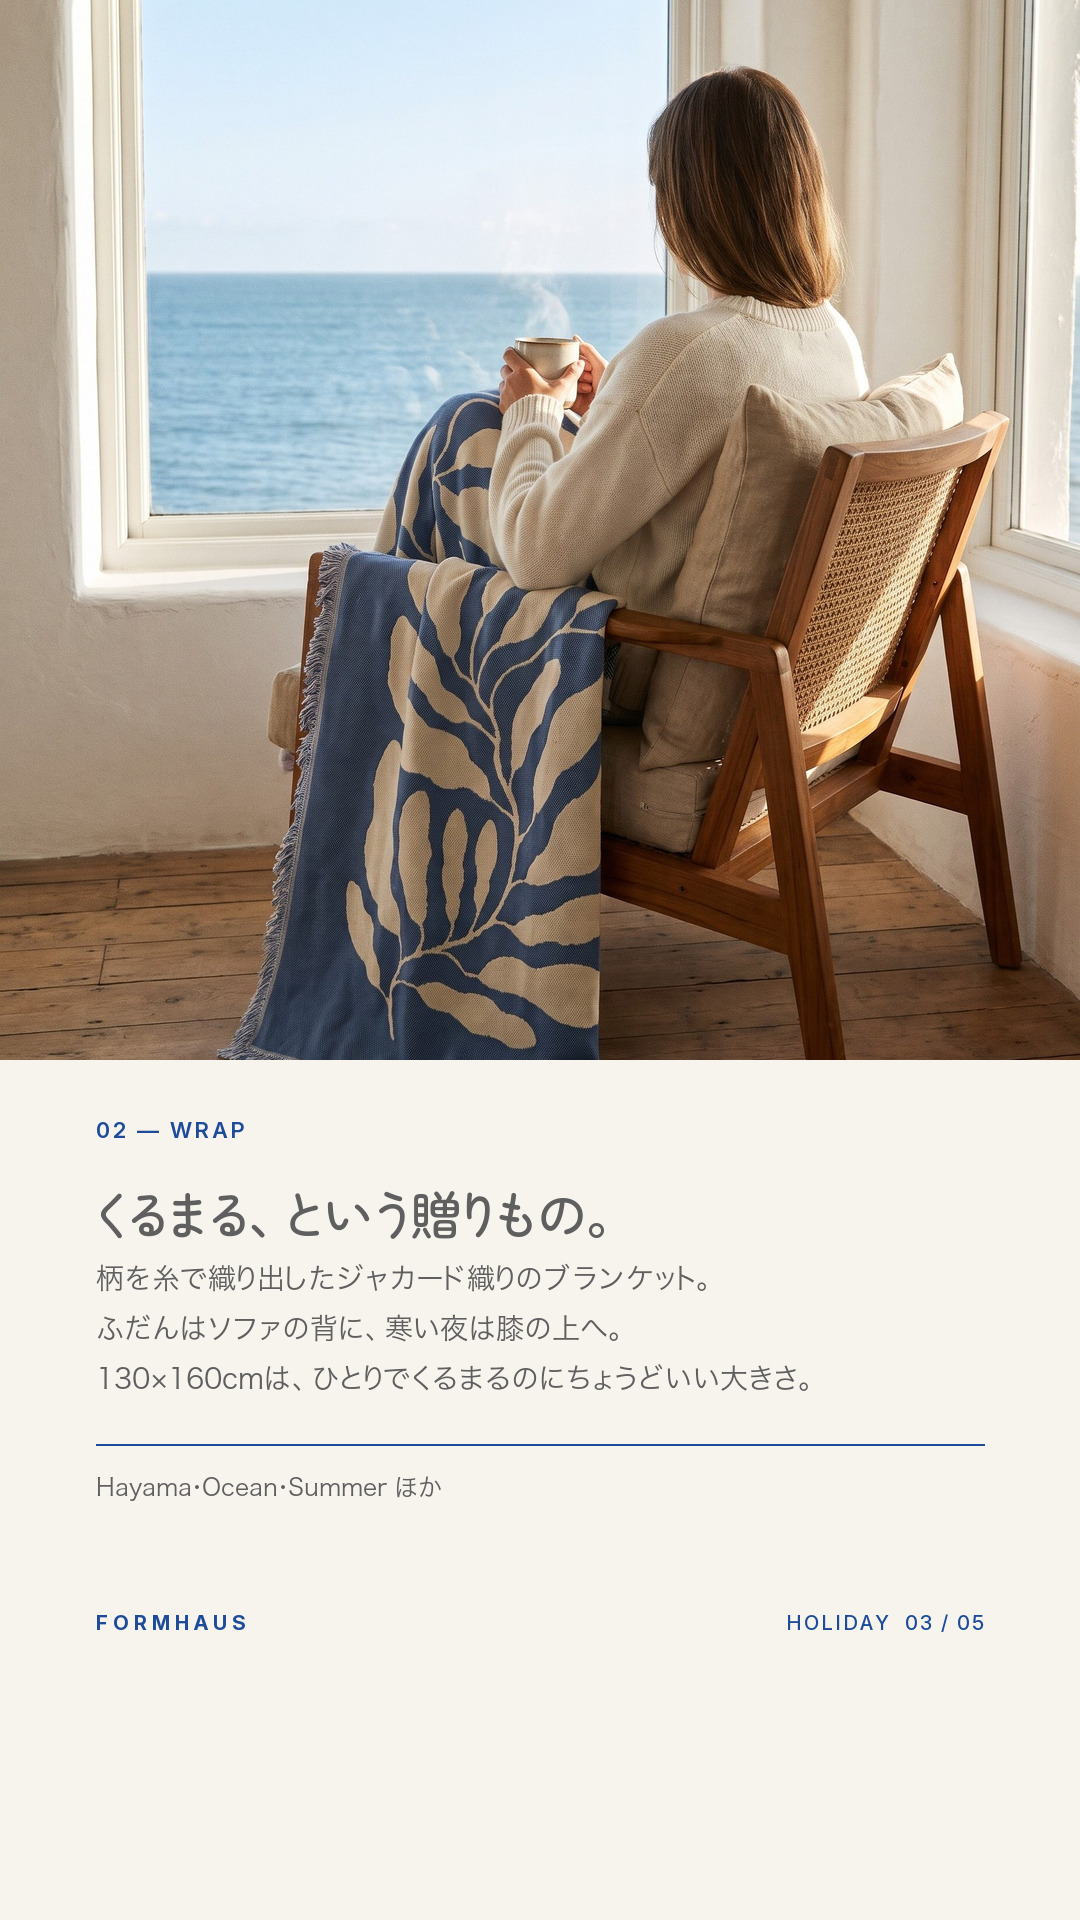 02 — WRAP
くるまる、という贈りもの。
柄を糸で織り出したジャカード織りのブランケット。
ふだんはソファの背に、寒い夜は膝の上へ。
130×160cmは、ひとりでくるまるのにちょうどいい大きさ。
Hayama･Ocean･Summer ほか
FORMHAUS
HOLIDAY 03 / 05